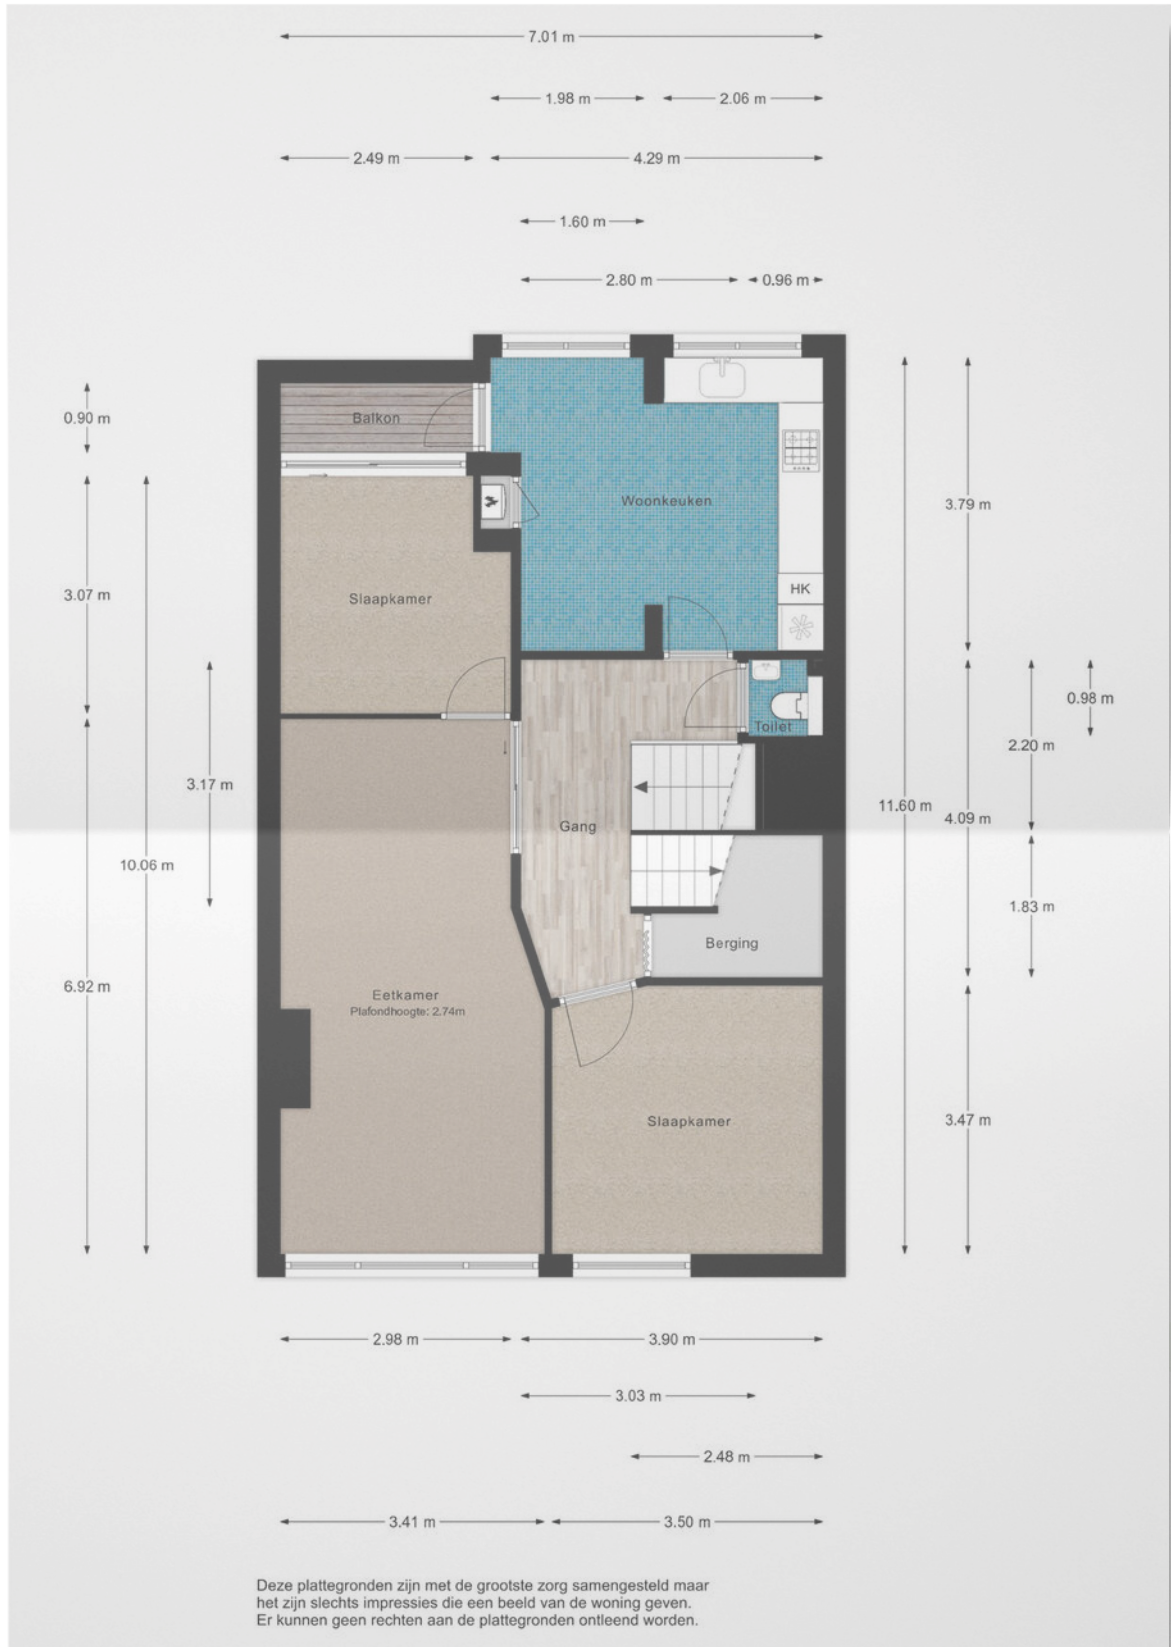 7.01 m
1.98 m
2.06 m
2.49 m
4.29 m
1.60 m
2.80 m
0.96 m
0.90 m
Balkon
Woonkeuken
3.79 m
HK
3.07 m
Slaapkamer
0.98 m
Toilet
2.20 m
3.17 m
11.60 m
4.09 m
Gang
10.06 m
1.83 m
Berging
6.92 m
Eetkamer
Plafondhoogte: 2.74m
Slaapkamer
3.47 m
2.98 m
3.90 m
3.03 m
2.48 m
3.41 m
3.50 m
Deze plattegronden zijn met de grootste zorg samengesteld maar
het zijn slechts impressies die een beeld van de woning geven.
Er kunnen geen rechten aan de plattegronden ontleend worden.